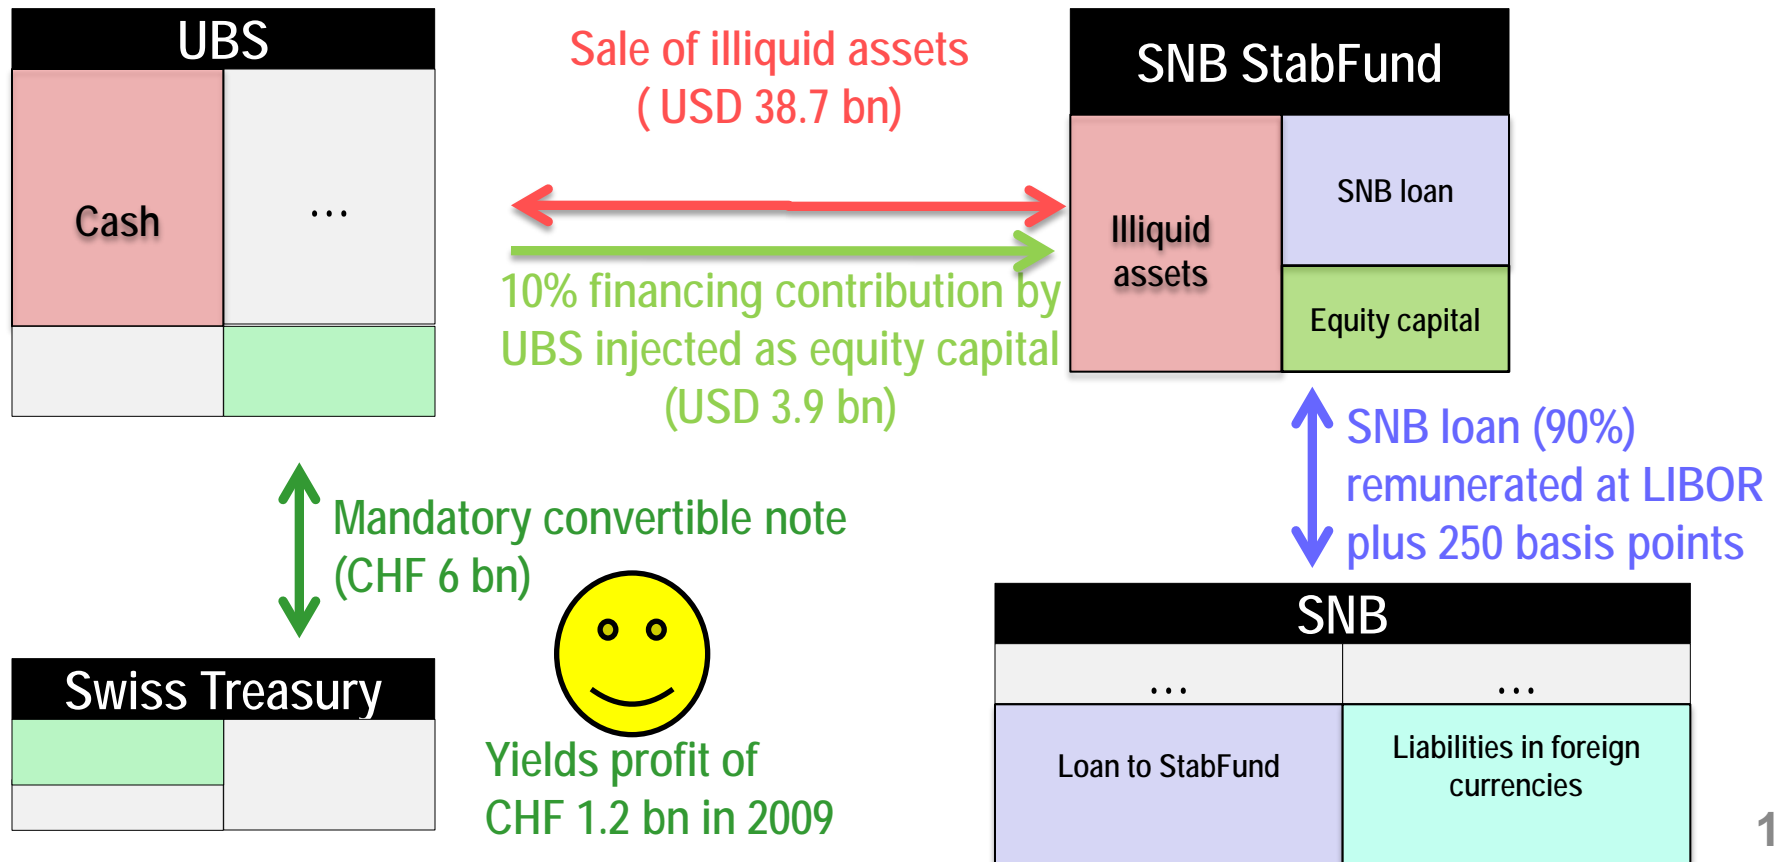 UBS
Cash
…
Sale of illiquid assets
( USD 38.7 bn)
10% financing contribution by
UBS injected as equity capital
(USD 3.9 bn)
SNB StabFund
Illiquid
assets
SNB loan
Equity capital
SNB loan (90%)
remunerated at LIBOR
plus 250 basis points
Mandatory convertible note
(CHF 6 bn)
Swiss Treasury
Yields profit of
CHF 1.2 bn in 2009
SNB
…
…
Loan to StabFund
Liabilities in foreign
currencies
1